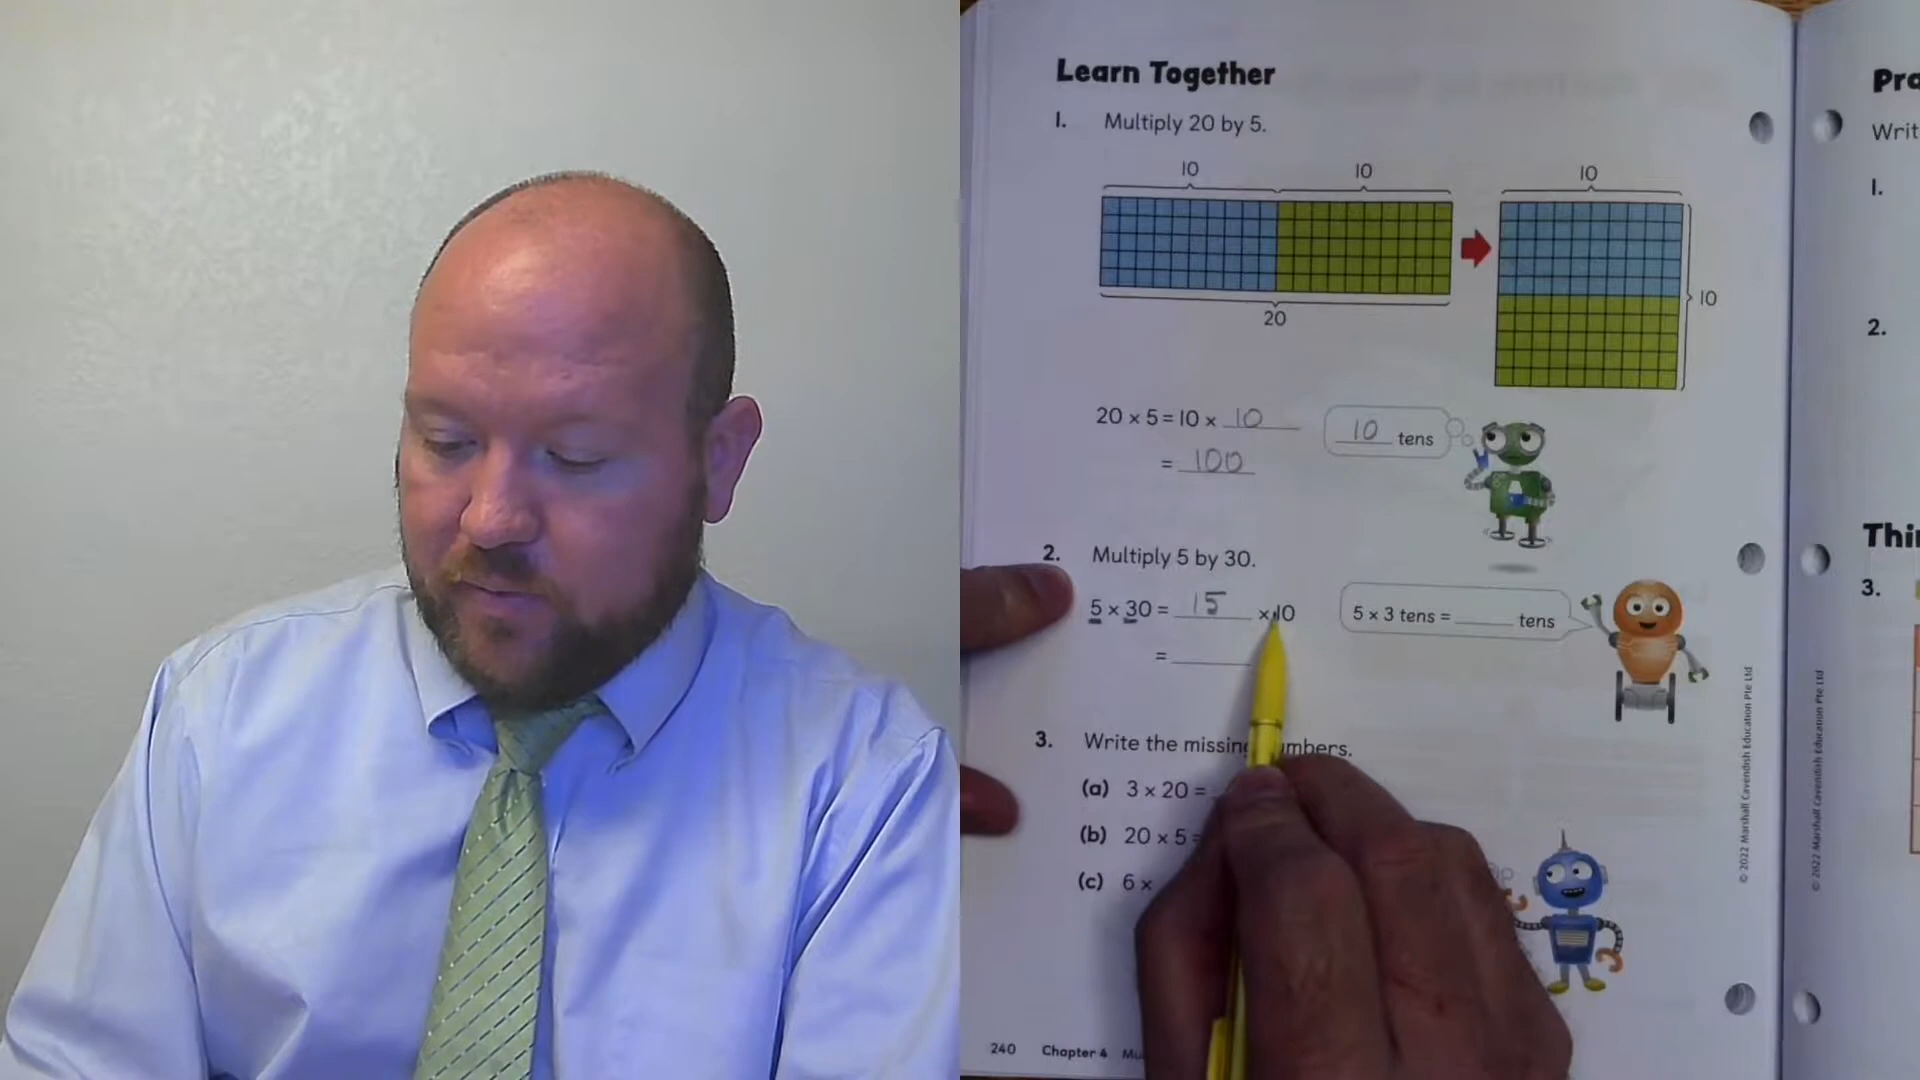 Learn Together
1. Multiply 20 by 5.
10 10 10
10
20
20 × 5 = 10 × 10
10 tens
= 100
2. Multiply 5 by 30.
5 × 30 = 15 × 10
5 × 3 tens = ____ tens
= ____
3. Write the missing
(a) 3 × 20 =
(b) 20 × 5 =
(c) 6 ×
240 Chapter 4
© 2022 Marshall Cavendish Education Pte Ltd
© 2022 Marshall Cavendish Education Pte Ltd
1.
2.
3.